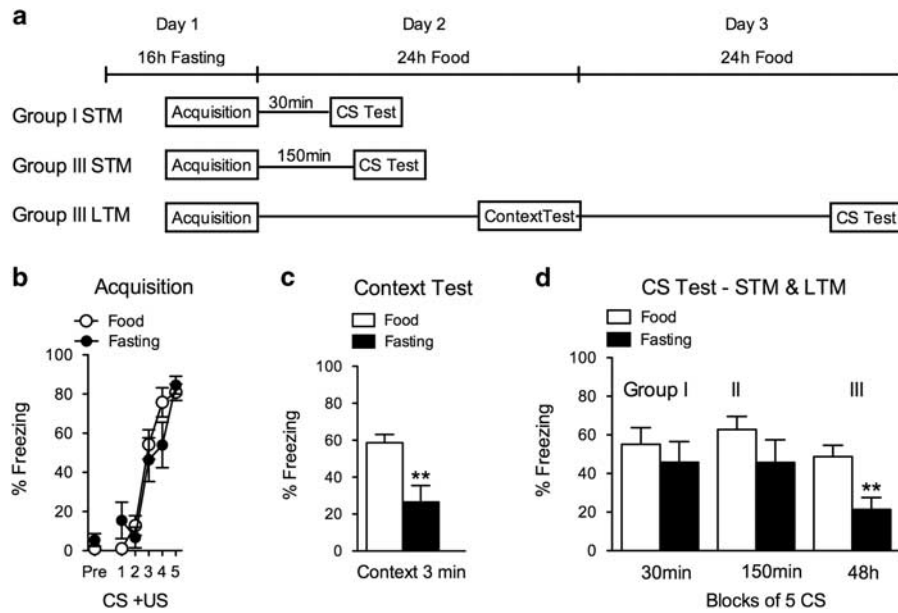 a
Day 1 Day 2 Day 3
16h Fasting 24h Food 24h Food
Group I STM Acquisition 30min CS Test
Group III STM Acquisition 150min CS Test
Group III LTM Acquisition ContextTest CS Test
b Acquisition
Food
Fasting
% Freezing
100
80
60
40
20
0
Pre 1 2 3 4 5
CS +US
c Context Test
Food
Fasting
% Freezing
100
80
60
40
20
0
**
Context 3 min
d CS Test - STM & LTM
Food
Fasting
% Freezing
100
80
60
40
20
0
Group I II III
**
30min 150min 48h
Blocks of 5 CS